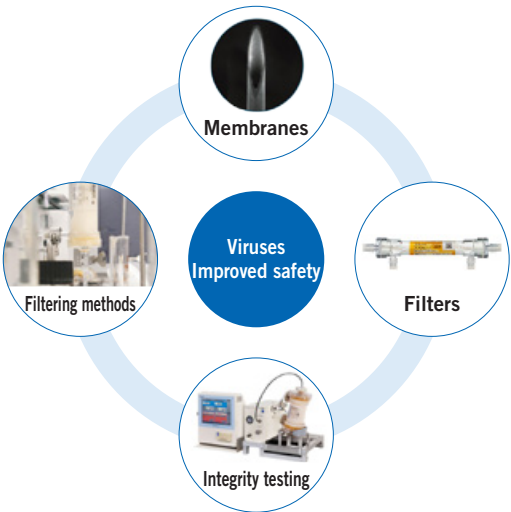 Membranes
Viruses
Improved safety
Filtering methods
Filters
Integrity testing